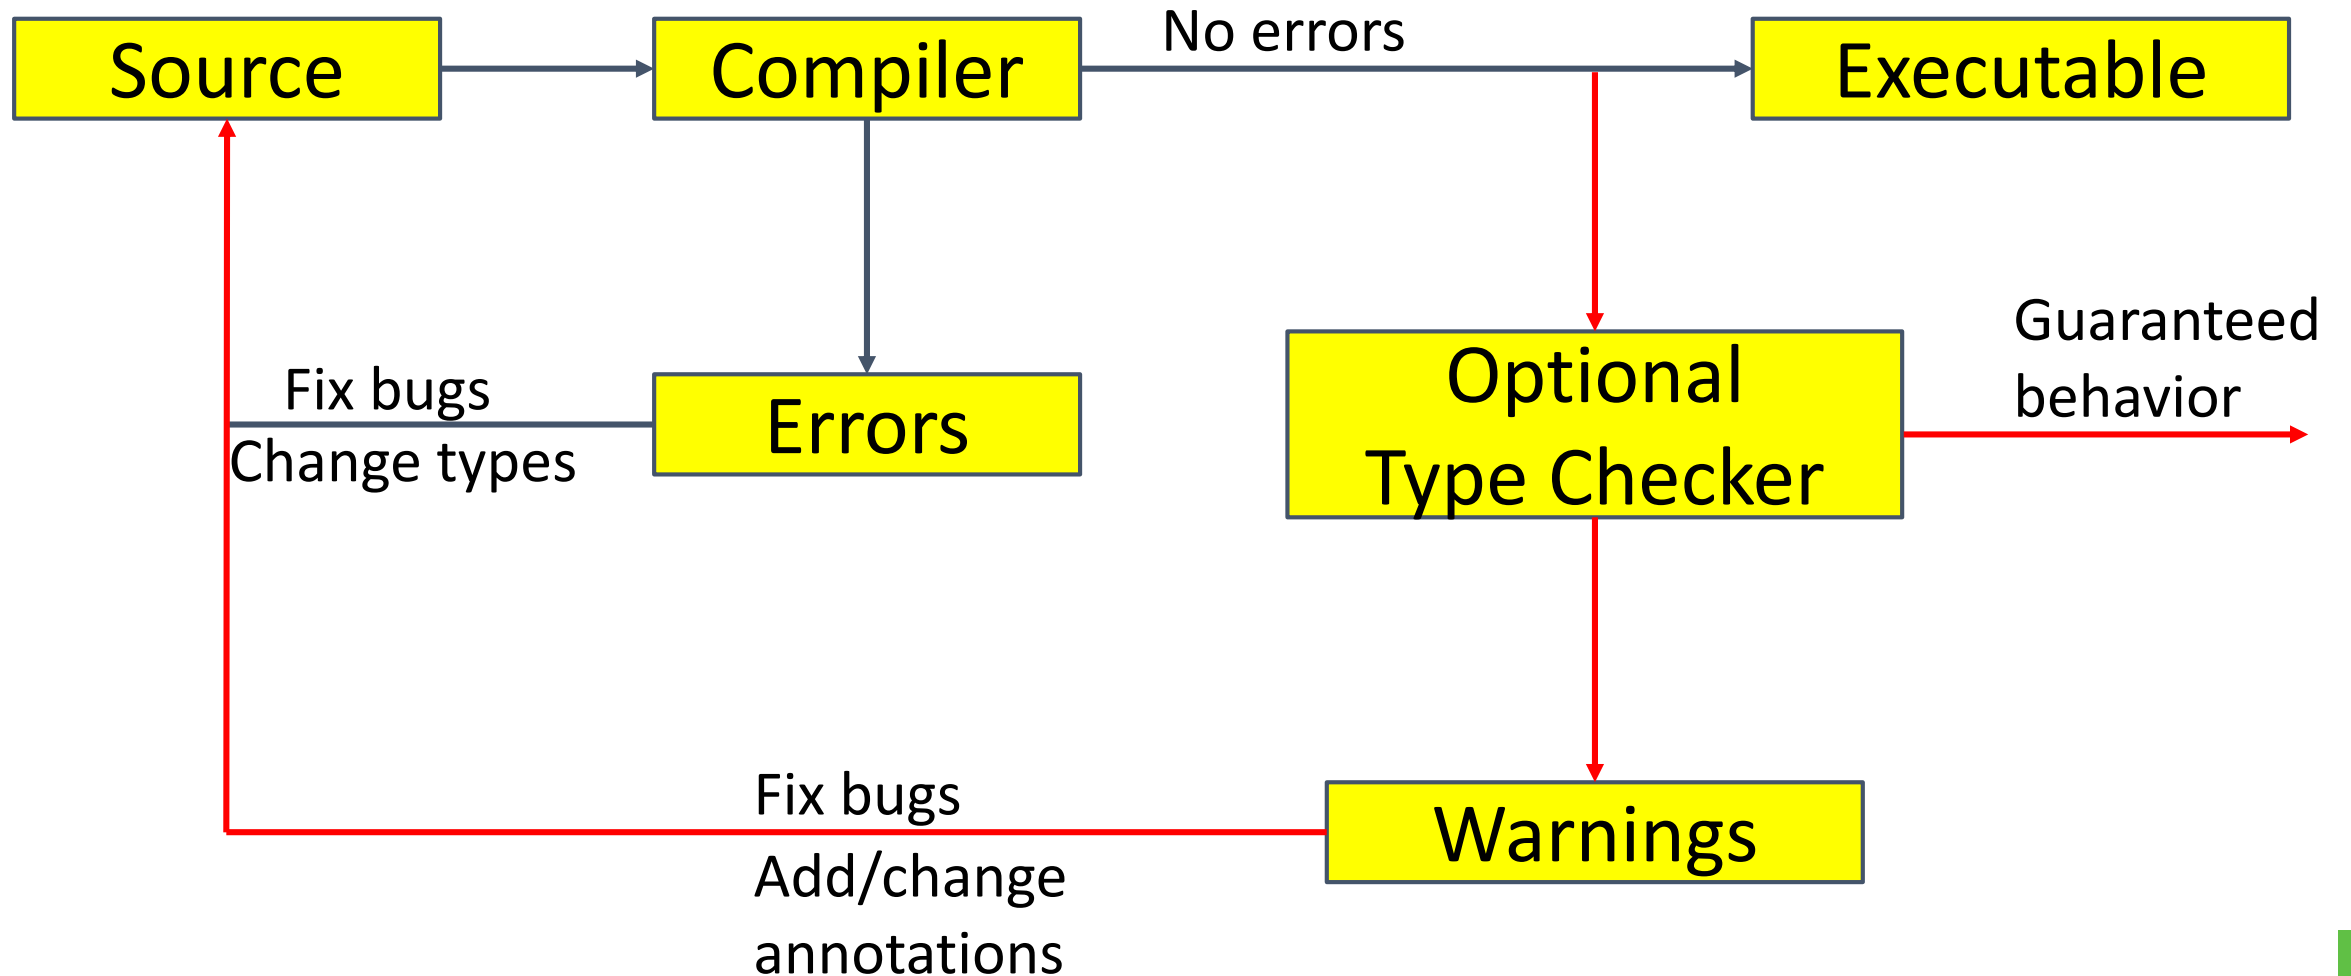 Source
Compiler
No errors
Executable
Guaranteed
behavior
Optional
Type Checker
Fix bugs
Change types
Errors
Fix bugs
Add/change
annotations
Warnings